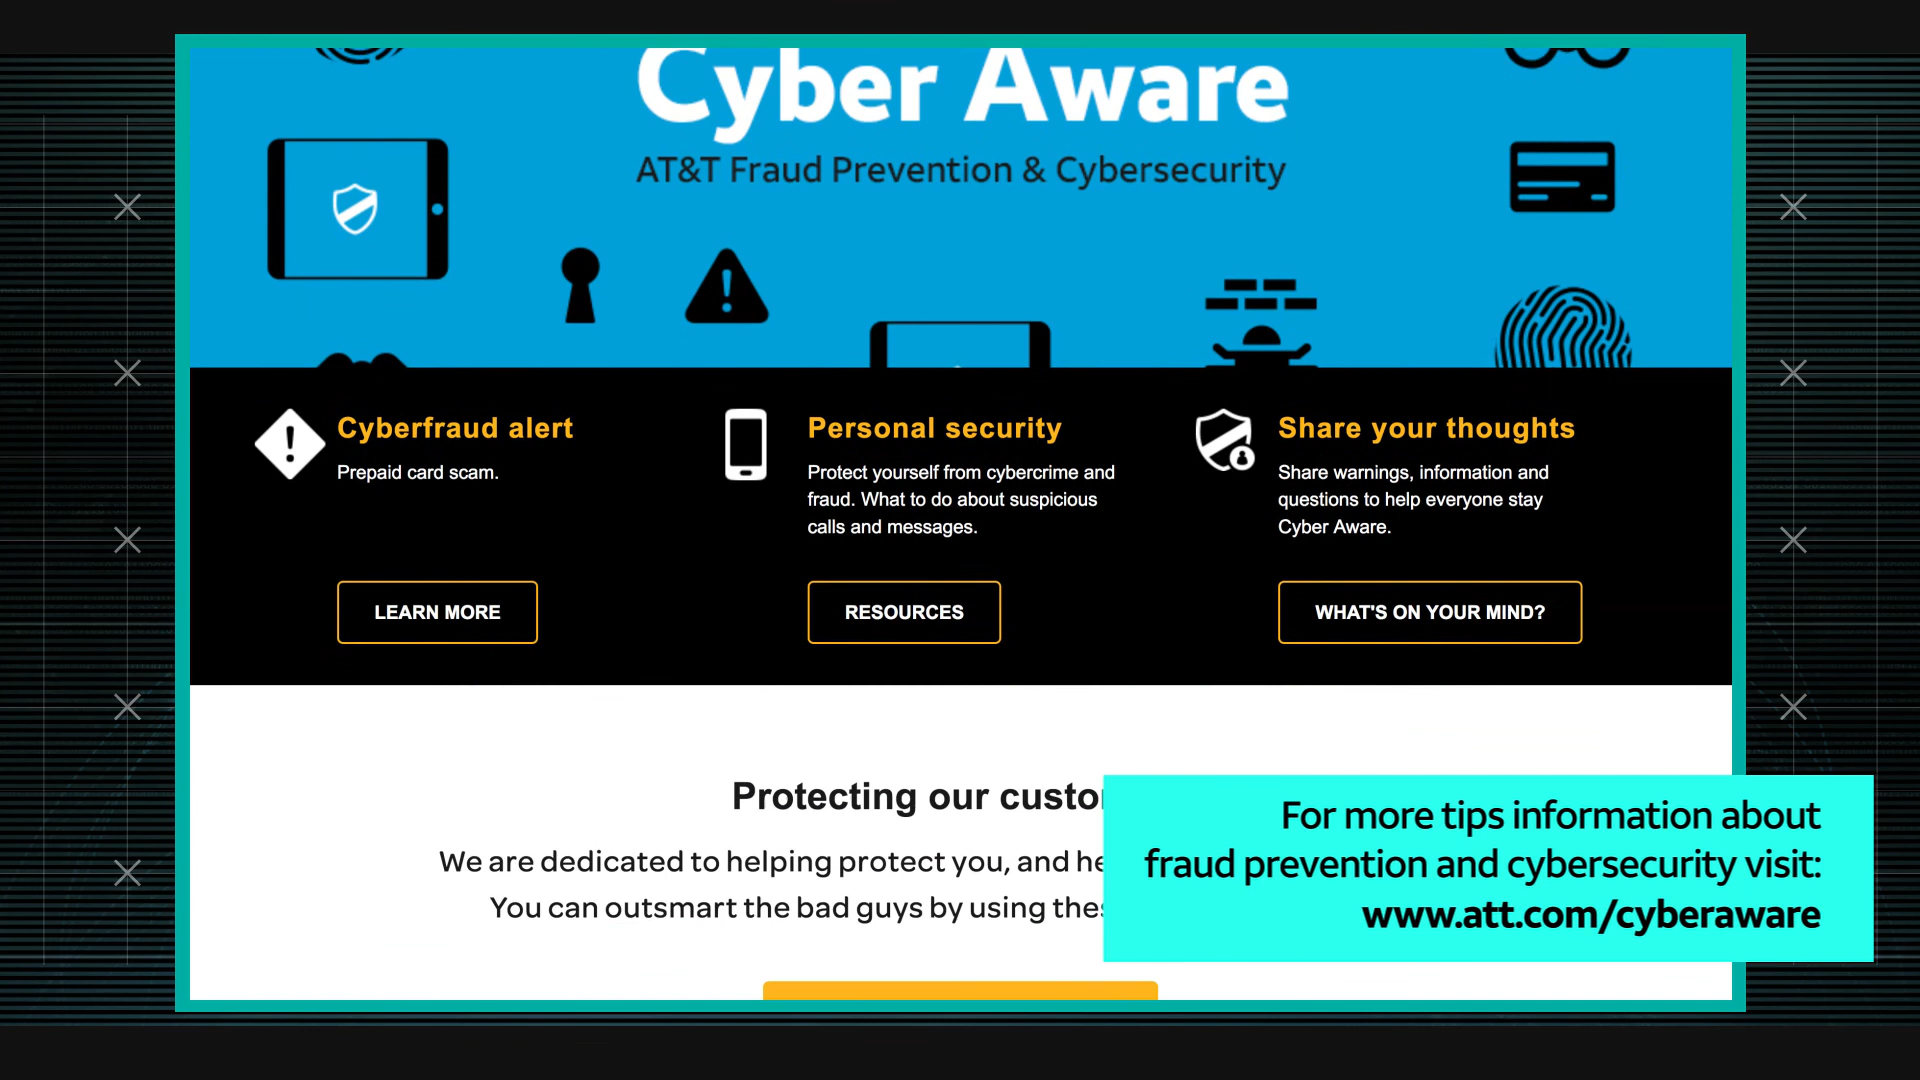 Cyber Aware
AT&T Fraud Prevention & Cybersecurity
Cyberfraud alert
Prepaid card scam.
LEARN MORE
Personal security
Protect yourself from cybercrime and
fraud. What to do about suspicious
calls and messages.
RESOURCES
Share your thoughts
Share warnings, information and
questions to help everyone stay
Cyber Aware.
WHAT'S ON YOUR MIND?
Protecting our
We are dedicated to helping protect you, and
You can outsmart the bad guys by using
For more tips information about
fraud prevention and cybersecurity visit:
www.att.com/cyberaware